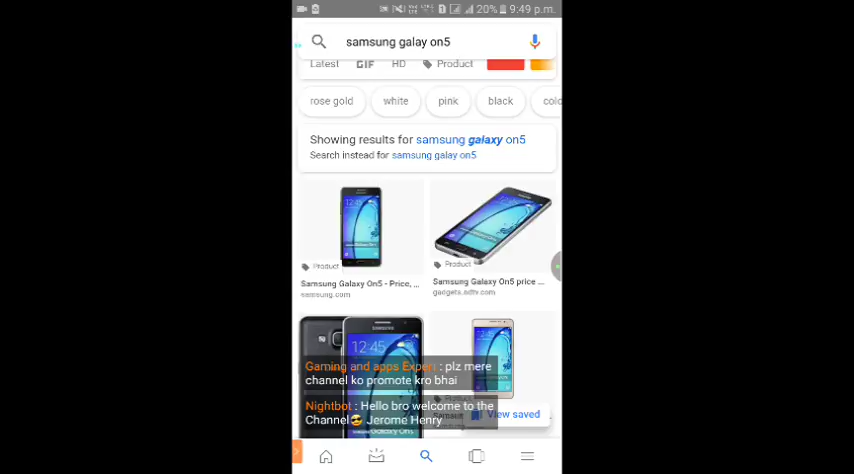 20% 9:49 p.m.
samsung galay on5
Latest GIF HD Product
rose gold white pink black
Showing results for samsung galaxy on5
Search instead for samsung galay on5
Product
Product
Samsung Galaxy On5 - Price, ...
samsung.com
Samsung Galaxy On5 price ...
gadgets.ndtv.com
SAMSUNG
12:45
Gaming and apps Expert : plz mere
channel ko promote kro bhai
Nightbot : Hello bro welcome to the
Channel😎 Jerome Henry
View saved